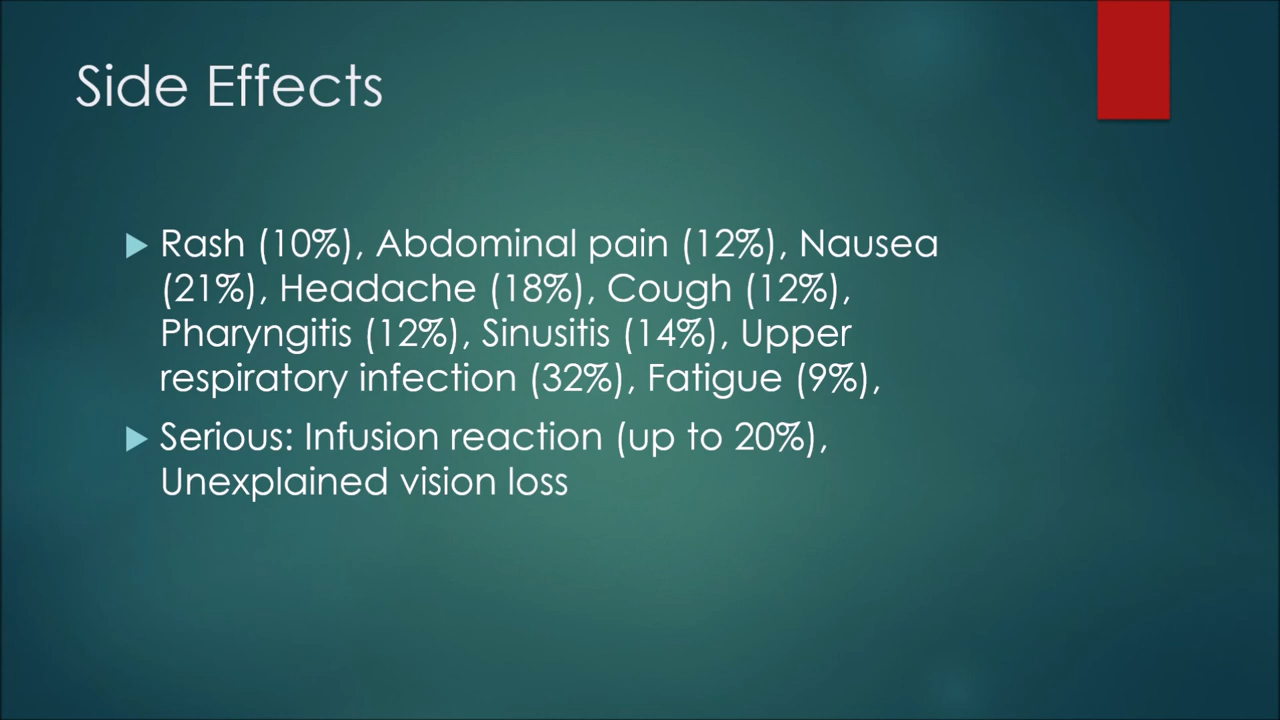 Side Effects
Rash (10%), Abdominal pain (12%), Nausea
(21%), Headache (18%), Cough (12%),
Pharyngitis (12%), Sinusitis (14%), Upper
respiratory infection (32%), Fatigue (9%),
Serious: Infusion reaction (up to 20%),
Unexplained vision loss